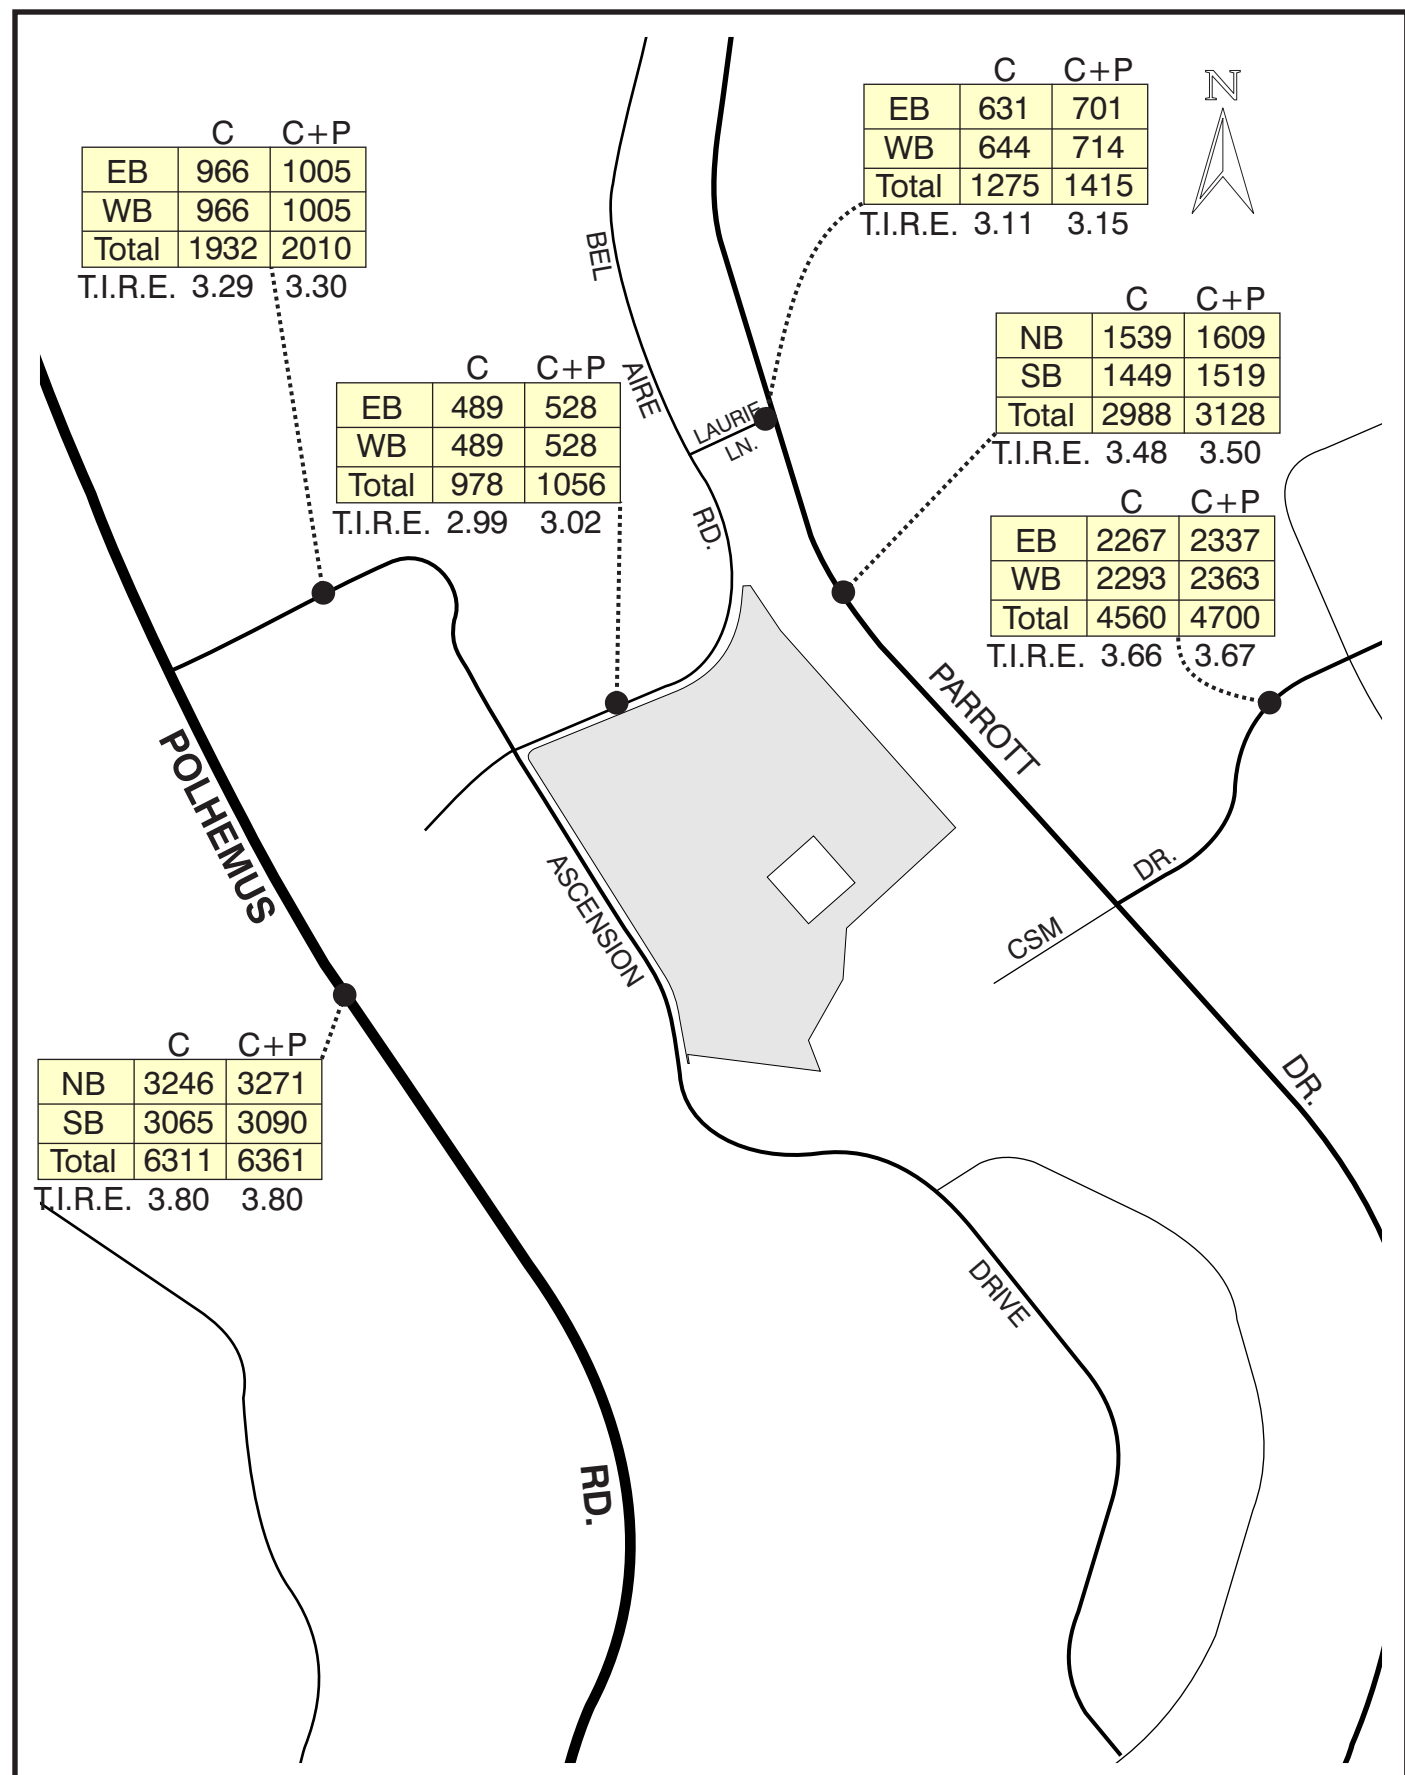 N
C C+P
EB 631 701
WB 644 714
Total 1275 1415
T.I.R.E. 3.11 3.15
C C+P
EB 966 1005
WB 966 1005
Total 1932 2010
T.I.R.E. 3.29 3.30
C C+P
NB 1539 1609
SB 1449 1519
Total 2988 3128
T.I.R.E. 3.48 3.50
C C+P
EB 489 528
WB 489 528
Total 978 1056
T.I.R.E. 2.99 3.02
C C+P
EB 2267 2337
WB 2293 2363
Total 4560 4700
T.I.R.E. 3.66 3.67
BEL
AIRE
RD.
LAURIE
LN.
PARROTT
DR.
POLHEMUS
RD.
ASCENSION
DRIVE
CSM
DR.
C C+P
NB 3246 3271
SB 3065 3090
Total 6311 6361
T.I.R.E. 3.80 3.80